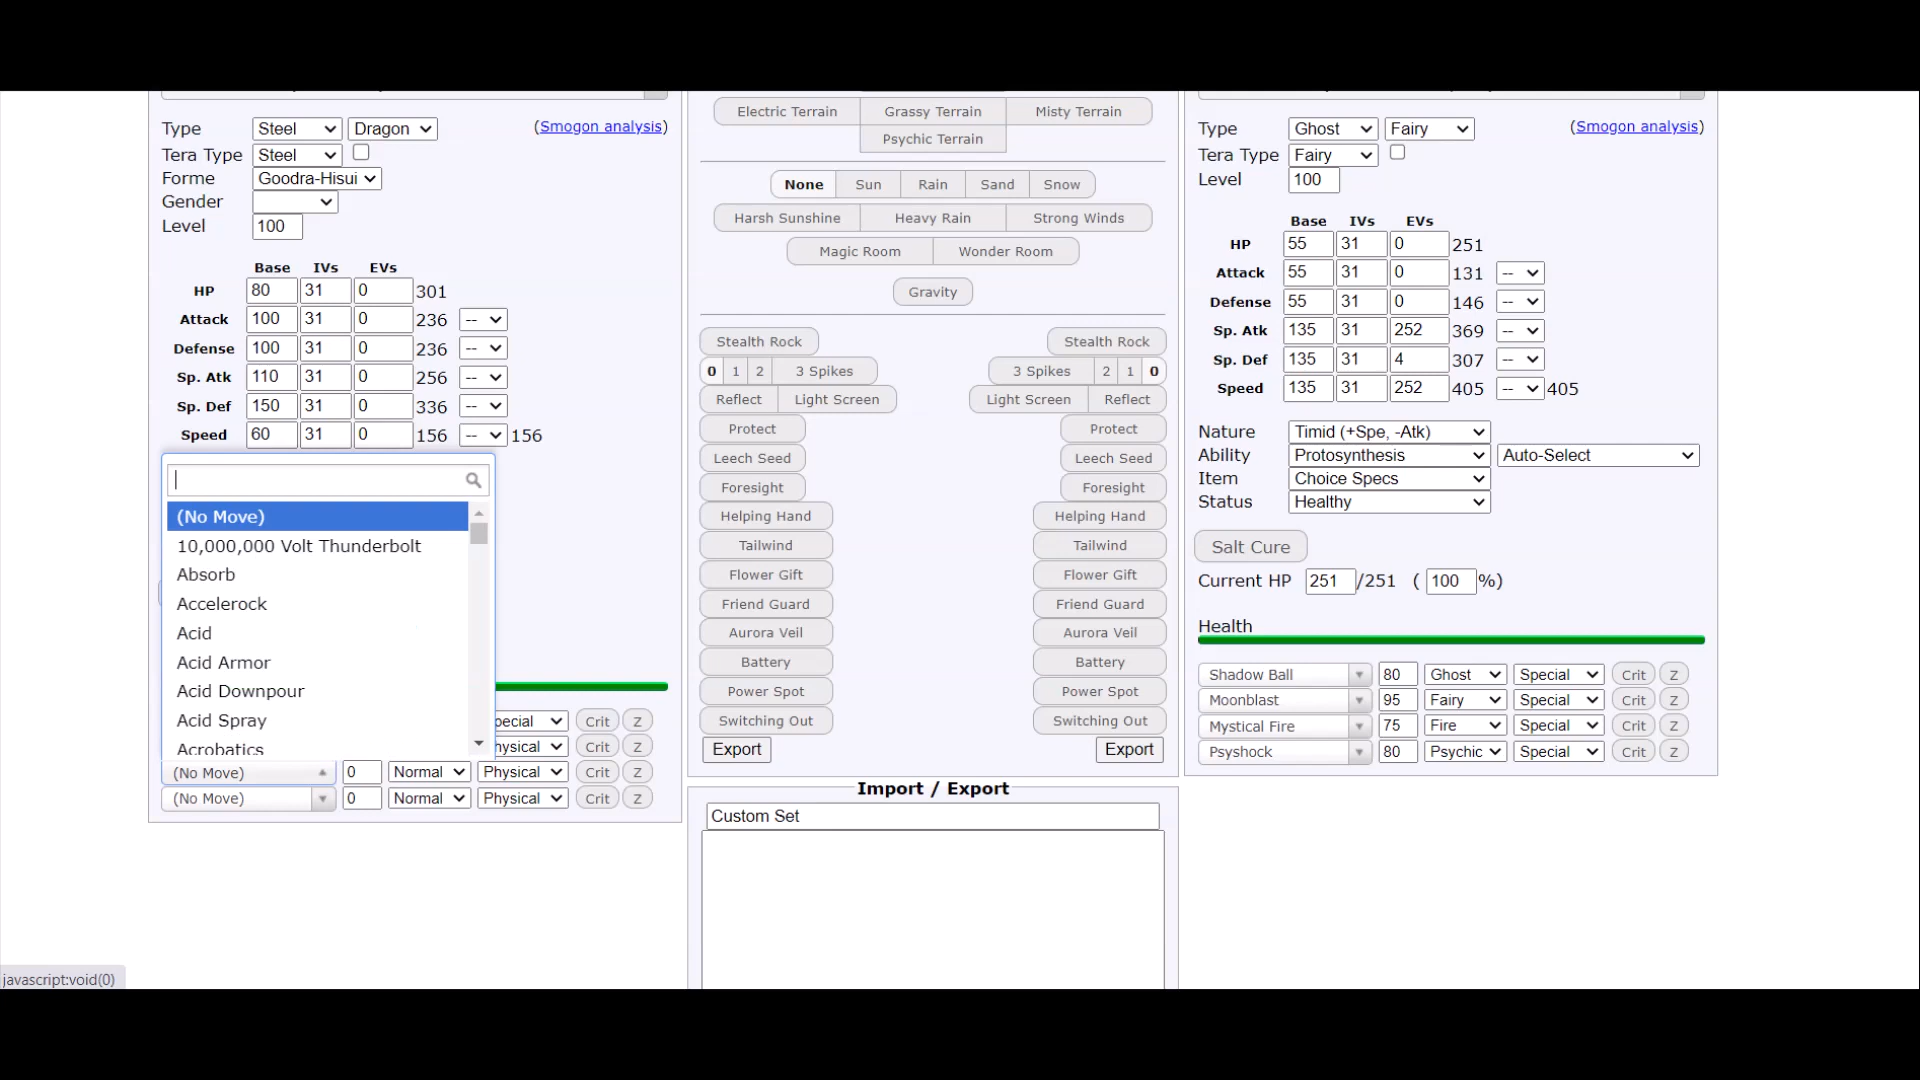 Type Steel Dragon (Smogon analysis)
Tera Type Steel
Forme Goodra-Hisui
Gender
Level 100
Base IVs EVs
HP 80 31 0 301
Attack 100 31 0 236 --
Defense 100 31 0 236 --
Sp. Atk 110 31 0 256 --
Sp. Def 150 31 0 336 --
Speed 60 31 0 156 -- 156
(No Move)
10,000,000 Volt Thunderbolt
Absorb
Accelerock
Acid
Acid Armor
Acid Downpour
Acid Spray
Acrobatics
pecial Crit Z
hysical Crit Z
(No Move) 0 Normal Physical Crit Z
(No Move) 0 Normal Physical Crit Z
Electric Terrain Grassy Terrain Misty Terrain
Psychic Terrain
None Sun Rain Sand Snow
Harsh Sunshine Heavy Rain Strong Winds
Magic Room Wonder Room
Gravity
Stealth Rock Stealth Rock
0 1 2 3 Spikes 3 Spikes 2 1 0
Reflect Light Screen Light Screen Reflect
Protect Protect
Leech Seed Leech Seed
Foresight Foresight
Helping Hand Helping Hand
Tailwind Tailwind
Flower Gift Flower Gift
Friend Guard Friend Guard
Aurora Veil Aurora Veil
Battery Battery
Power Spot Power Spot
Switching Out Switching Out
Export Export
Import / Export
Custom Set
Type Ghost Fairy (Smogon analysis)
Tera Type Fairy
Level 100
Base IVs EVs
HP 55 31 0 251
Attack 55 31 0 131 --
Defense 55 31 0 146 --
Sp. Atk 135 31 252 369 --
Sp. Def 135 31 4 307 --
Speed 135 31 252 405 -- 405
Nature Timid (+Spe, -Atk)
Ability Protosynthesis Auto-Select
Item Choice Specs
Status Healthy
Salt Cure
Current HP 251 /251 ( 100 %)
Health
Shadow Ball 80 Ghost Special Crit Z
Moonblast 95 Fairy Special Crit Z
Mystical Fire 75 Fire Special Crit Z
Psyshock 80 Psychic Special Crit Z
javascript:void(0)